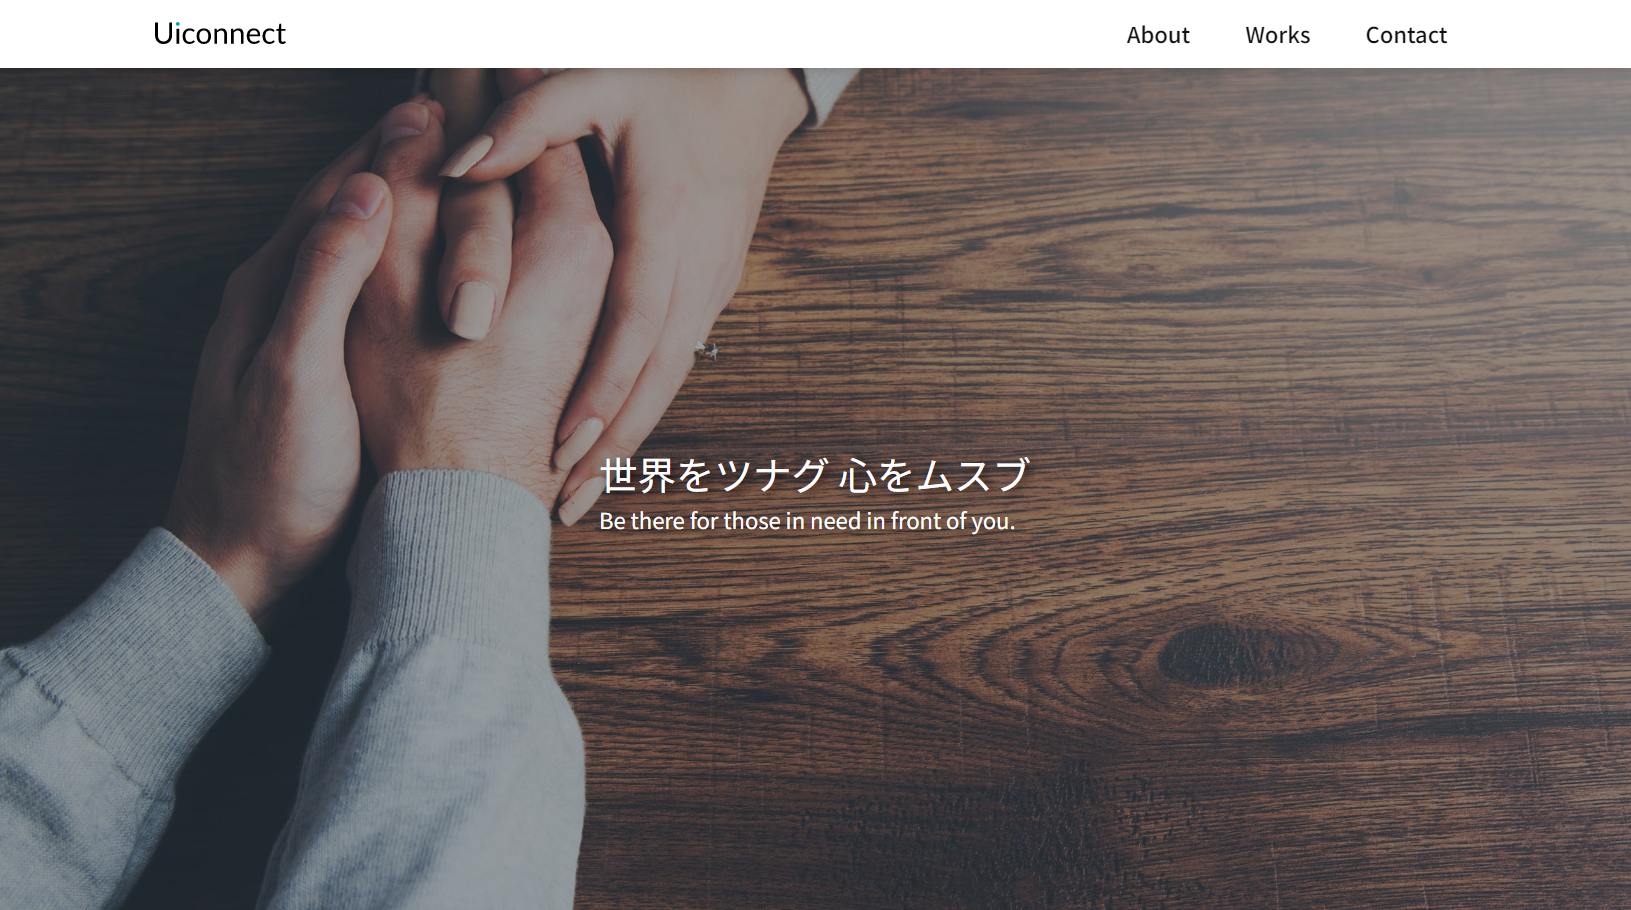 Uiconnect
About Works Contact
世界をツナグ 心をムスブ
Be there for those in need in front of you.